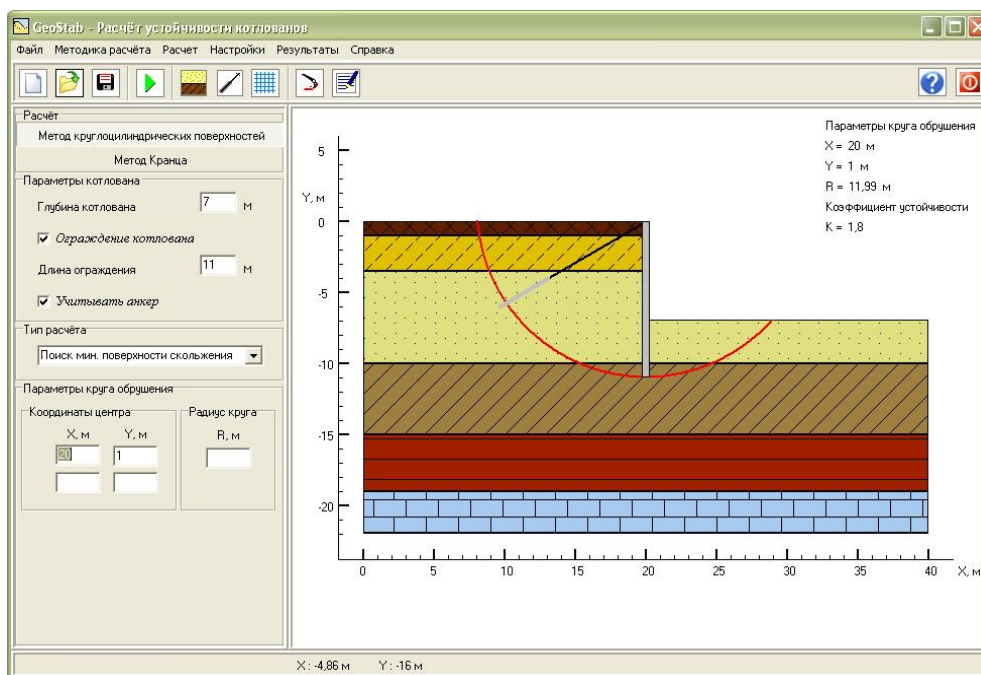 GeoStab - Расчёт устойчивости котлованов
Файл Методика расчёта Расчет Настройки Результаты Справка
Расчёт
Метод круглоцилиндрических поверхностей
Метод Кранца
Параметры котлована
Глубина котлована 7 м
Ограждение котлована
Длина ограждения 11 м
Учитывать анкер
Тип расчёта
Поиск мин. поверхности скольжения
Параметры круга обрушения
Координаты центра
X, м Y, м
20 1
Радиус круга
R, м
Параметры круга обрушения
X = 20 м
Y = 1 м
R = 11,99 м
Коэффициент устойчивости
K = 1,8
Y, м
5
0
-5
-10
-15
-20
0 5 10 15 20 25 30 35 40 X, м
X : -4,86 м Y : -16 м